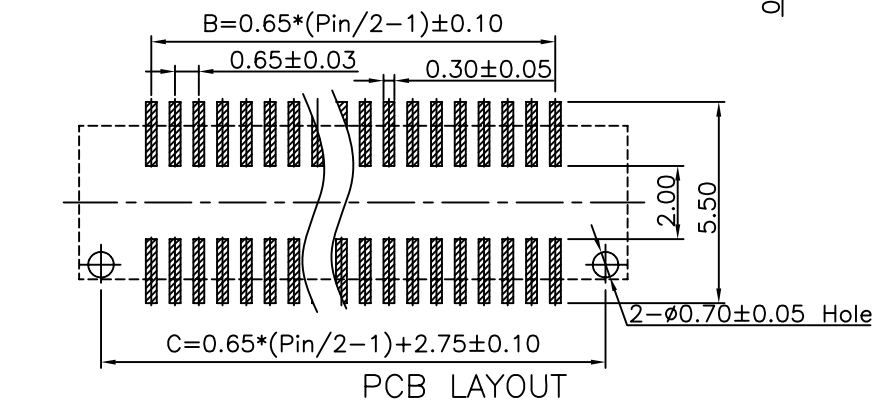 B=0.65*(Pin/2-1)±0.10
0.65±0.03
0.30±0.05
2.00
5.50
2-ø0.70±0.05 Hole
C=0.65*(Pin/2-1)+2.75±0.10
PCB LAYOUT